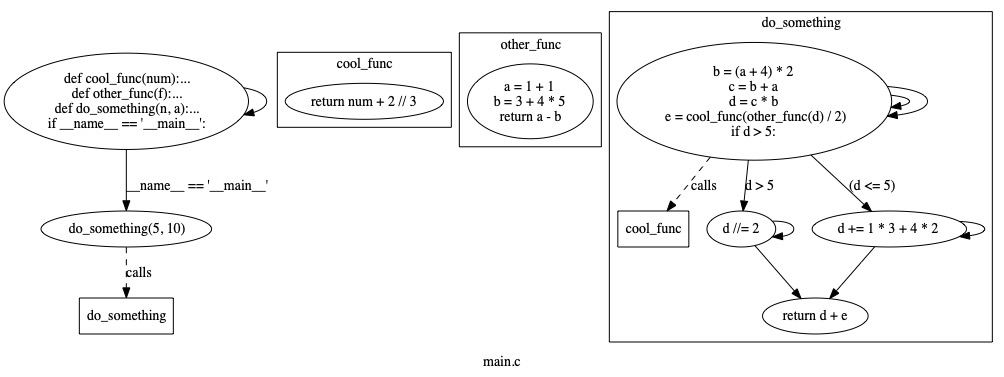 def cool_func(num):...
def other_func(f):...
def do_something(n, a):...
if __name__ == '__main__':
__name__ == '__main__'
do_something(5, 10)
calls
do_something
cool_func
return num + 2 // 3
other_func
a = 1 + 1
b = 3 + 4 * 5
return a - b
do_something
b = (a + 4) * 2
c = b + a
d = c * b
e = cool_func(other_func(d) / 2)
if d > 5:
calls
d > 5
(d <= 5)
cool_func
d //= 2
d += 1 * 3 + 4 * 2
return d + e
main.c